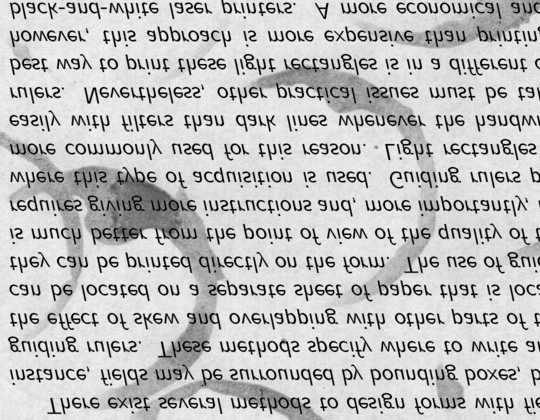 There exist several methods to design forms with fie
instance, fields may be surrounded by bounding boxes, b
guiding rulers. These methods specify where to write a
the effect of skew and overlapping with other parts of t
can be located on a separate sheet of paper that is loca
they can be printed directly on the form. The use of guid
is much better from the point of view of the quality of t
requires giving more instructions and, more importantly,
where this type of acquisition is used. Guiding rulers p
more commonly used for this reason. Light rectangles
easily with filters than dark lines whenever the handwr
rulers. Nevertheless, other practical issues must be tak
best way to print these light rectangles is in a different c
however, this approach is more expensive than printing
black-and-white laser printers. A more economical and